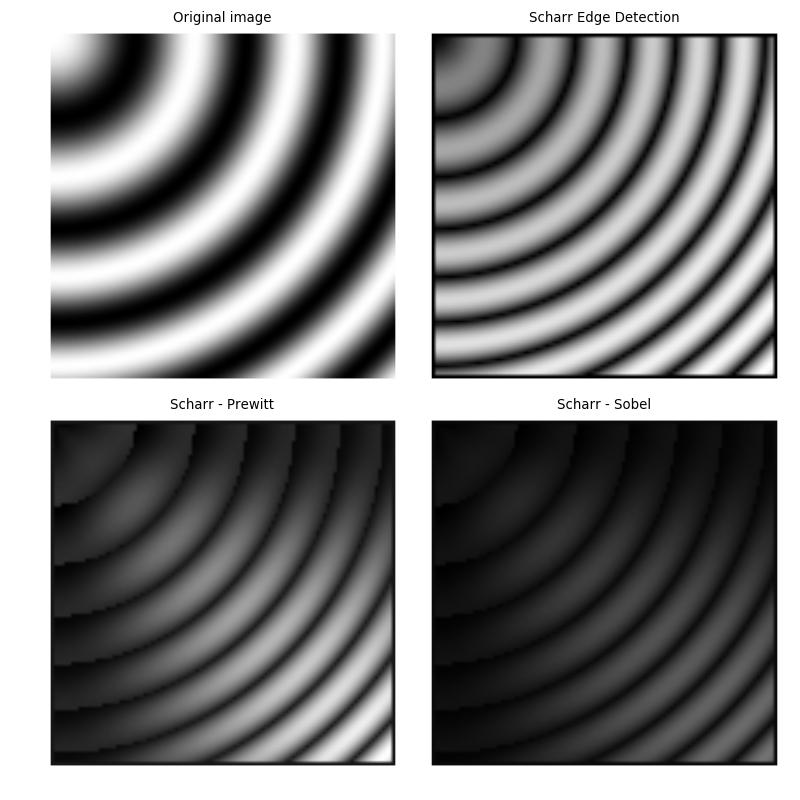 Original image
Scharr Edge Detection
Scharr - Prewitt
Scharr - Sobel